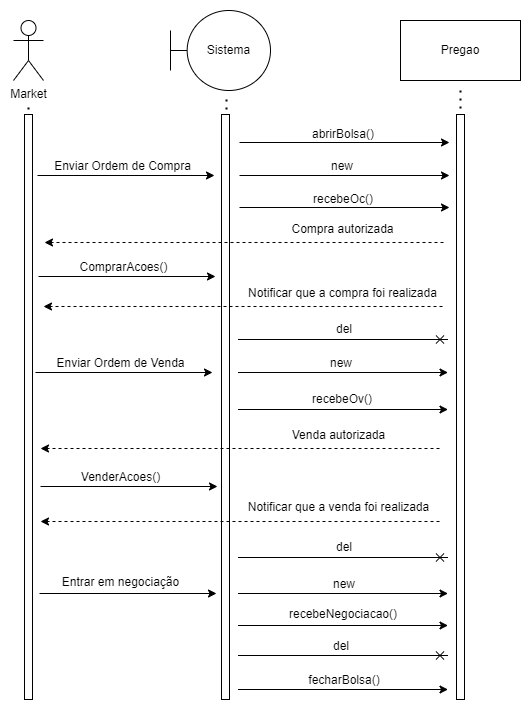 Sistema
Pregao
Market
abrirBolsa()
Enviar Ordem de Compra
new
recebeOc()
Compra autorizada
ComprarAcoes()
Notificar que a compra foi realizada
del
Enviar Ordem de Venda
new
recebeOv()
Venda autorizada
VenderAcoes()
Notificar que a venda foi realizada
del
Entrar em negociação
new
recebeNegociacao()
del
fecharBolsa()